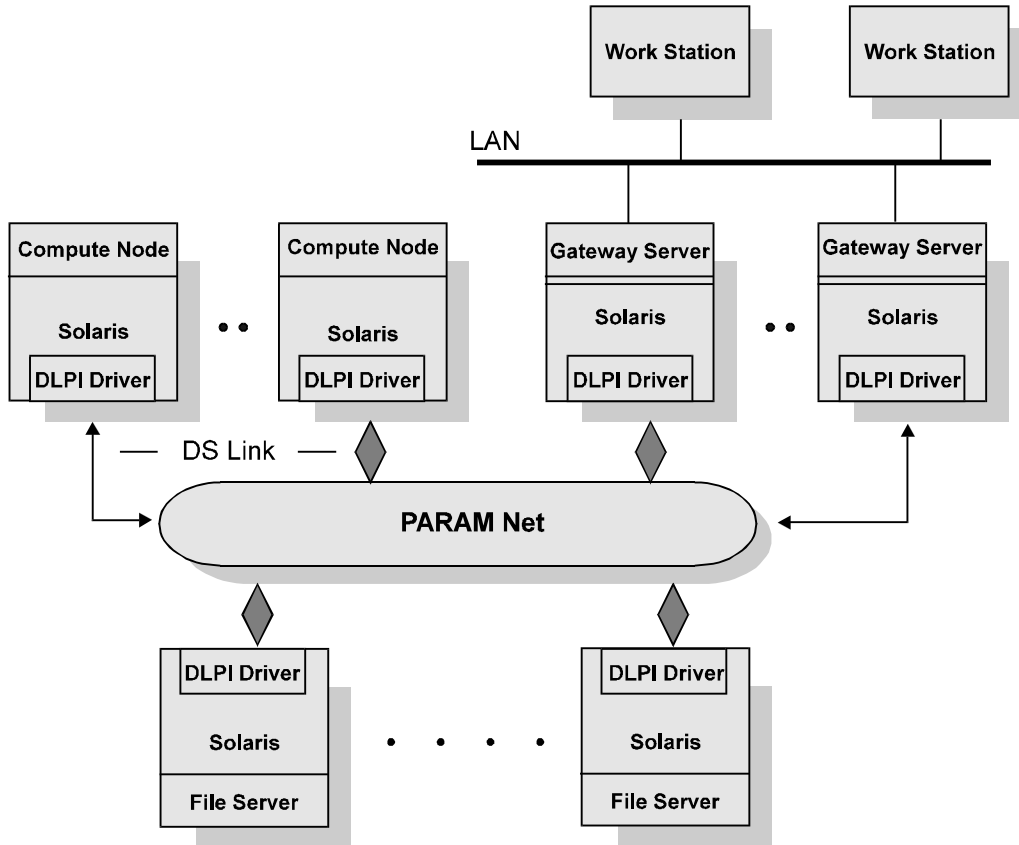 Work Station
Work Station
LAN
Compute Node
Compute Node
Gateway Server
Gateway Server
Solaris
Solaris
Solaris
Solaris
DLPI Driver
DLPI Driver
DLPI Driver
DLPI Driver
DS Link
PARAM Net
DLPI Driver
DLPI Driver
Solaris
Solaris
File Server
File Server